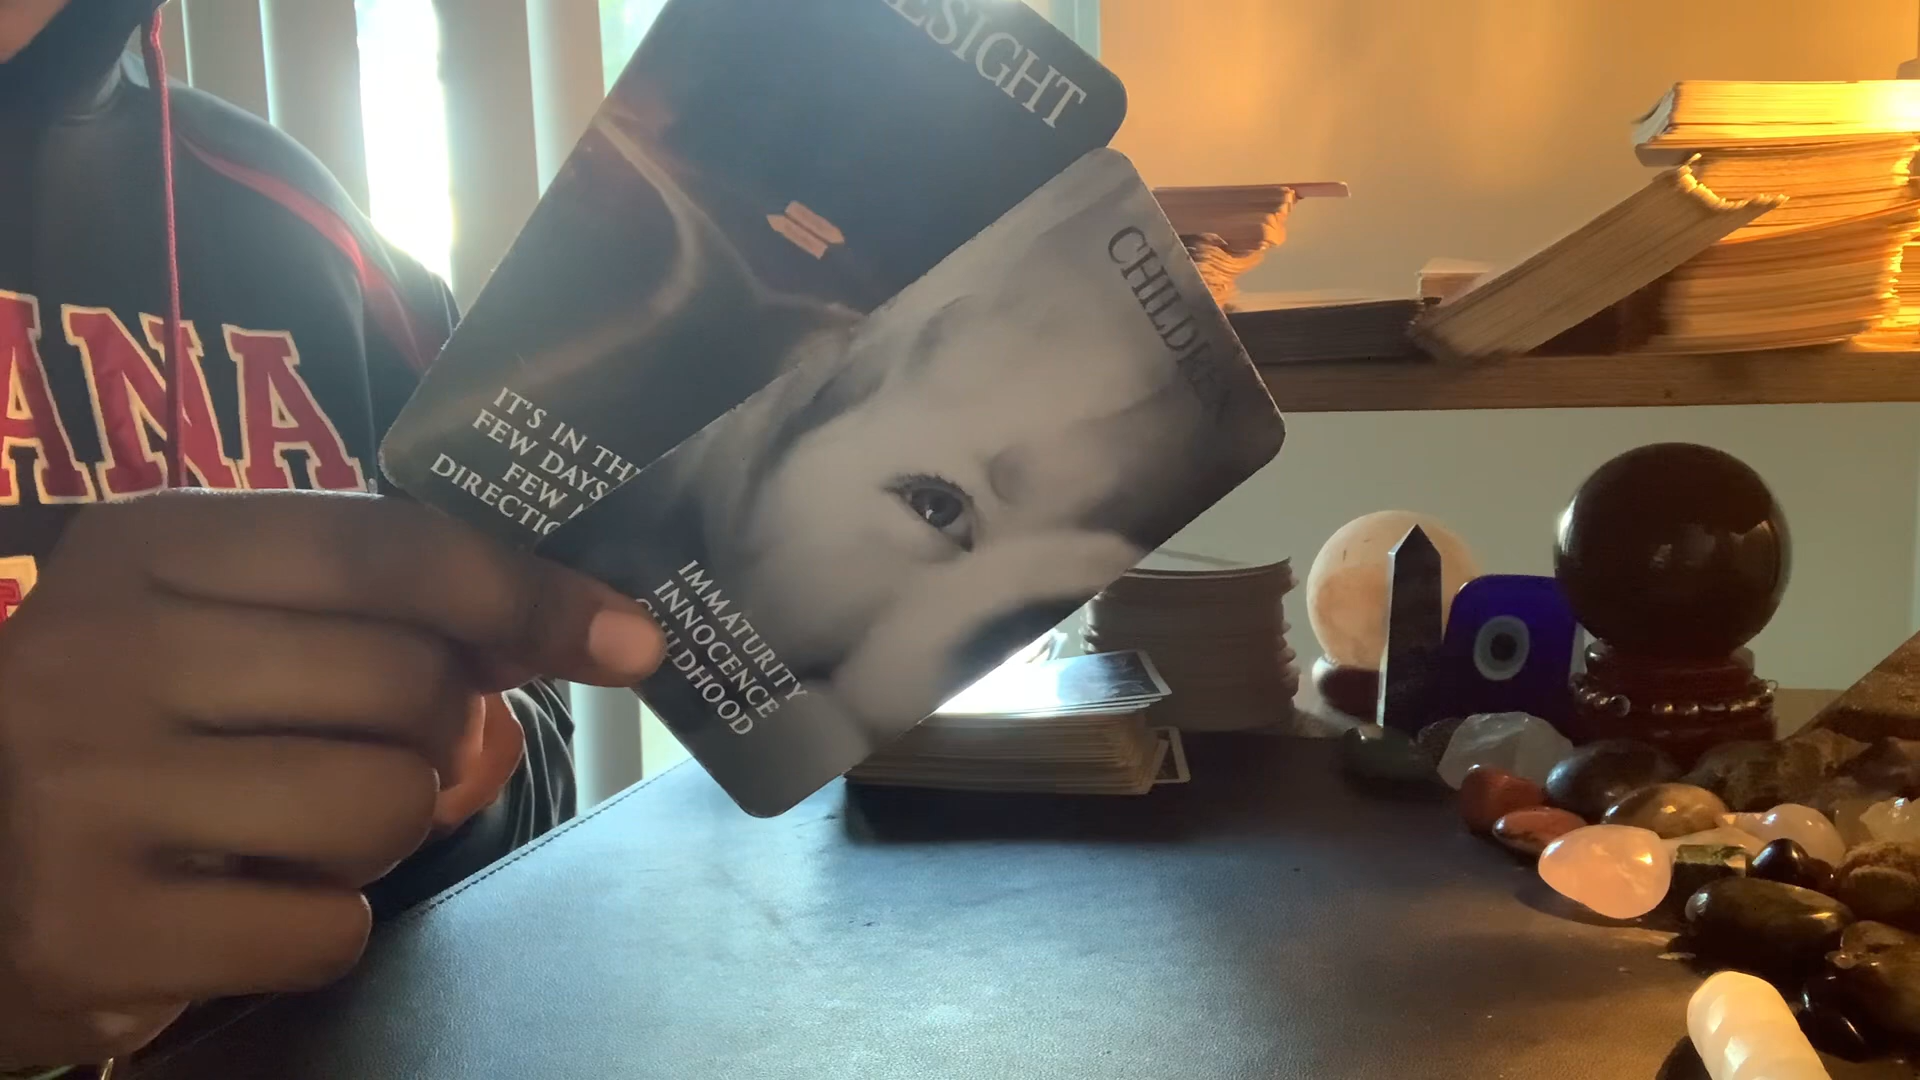 ESIGHT
IT'S IN TH
FEW DAYS
FEW
DIRECTIO
CHILDREN
IMMATURITY
INNOCENCE
CHILDHOOD
ANA